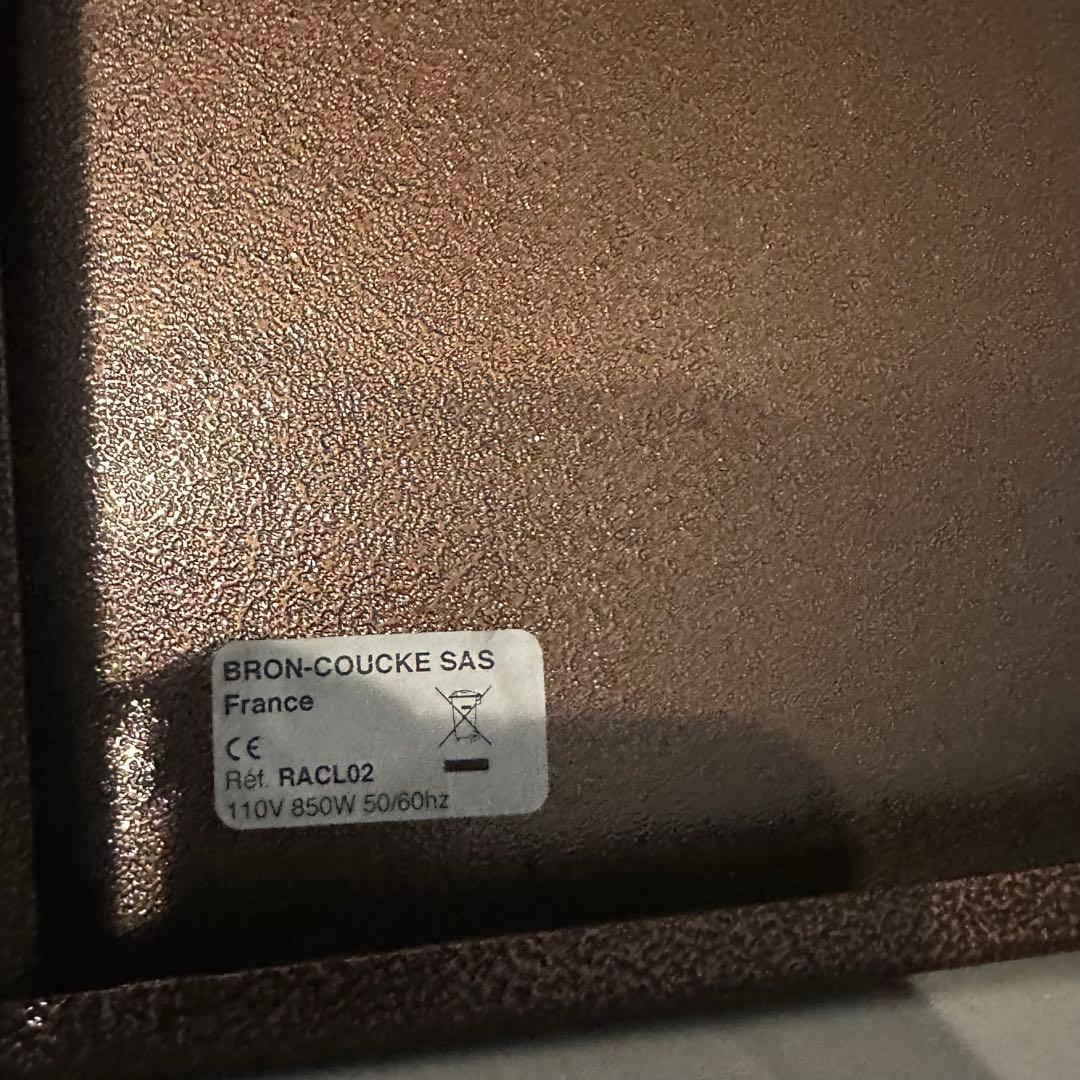 BRON-COUCKE SAS
France
CE
Réf. RACL02
110V 850W 50/60hz